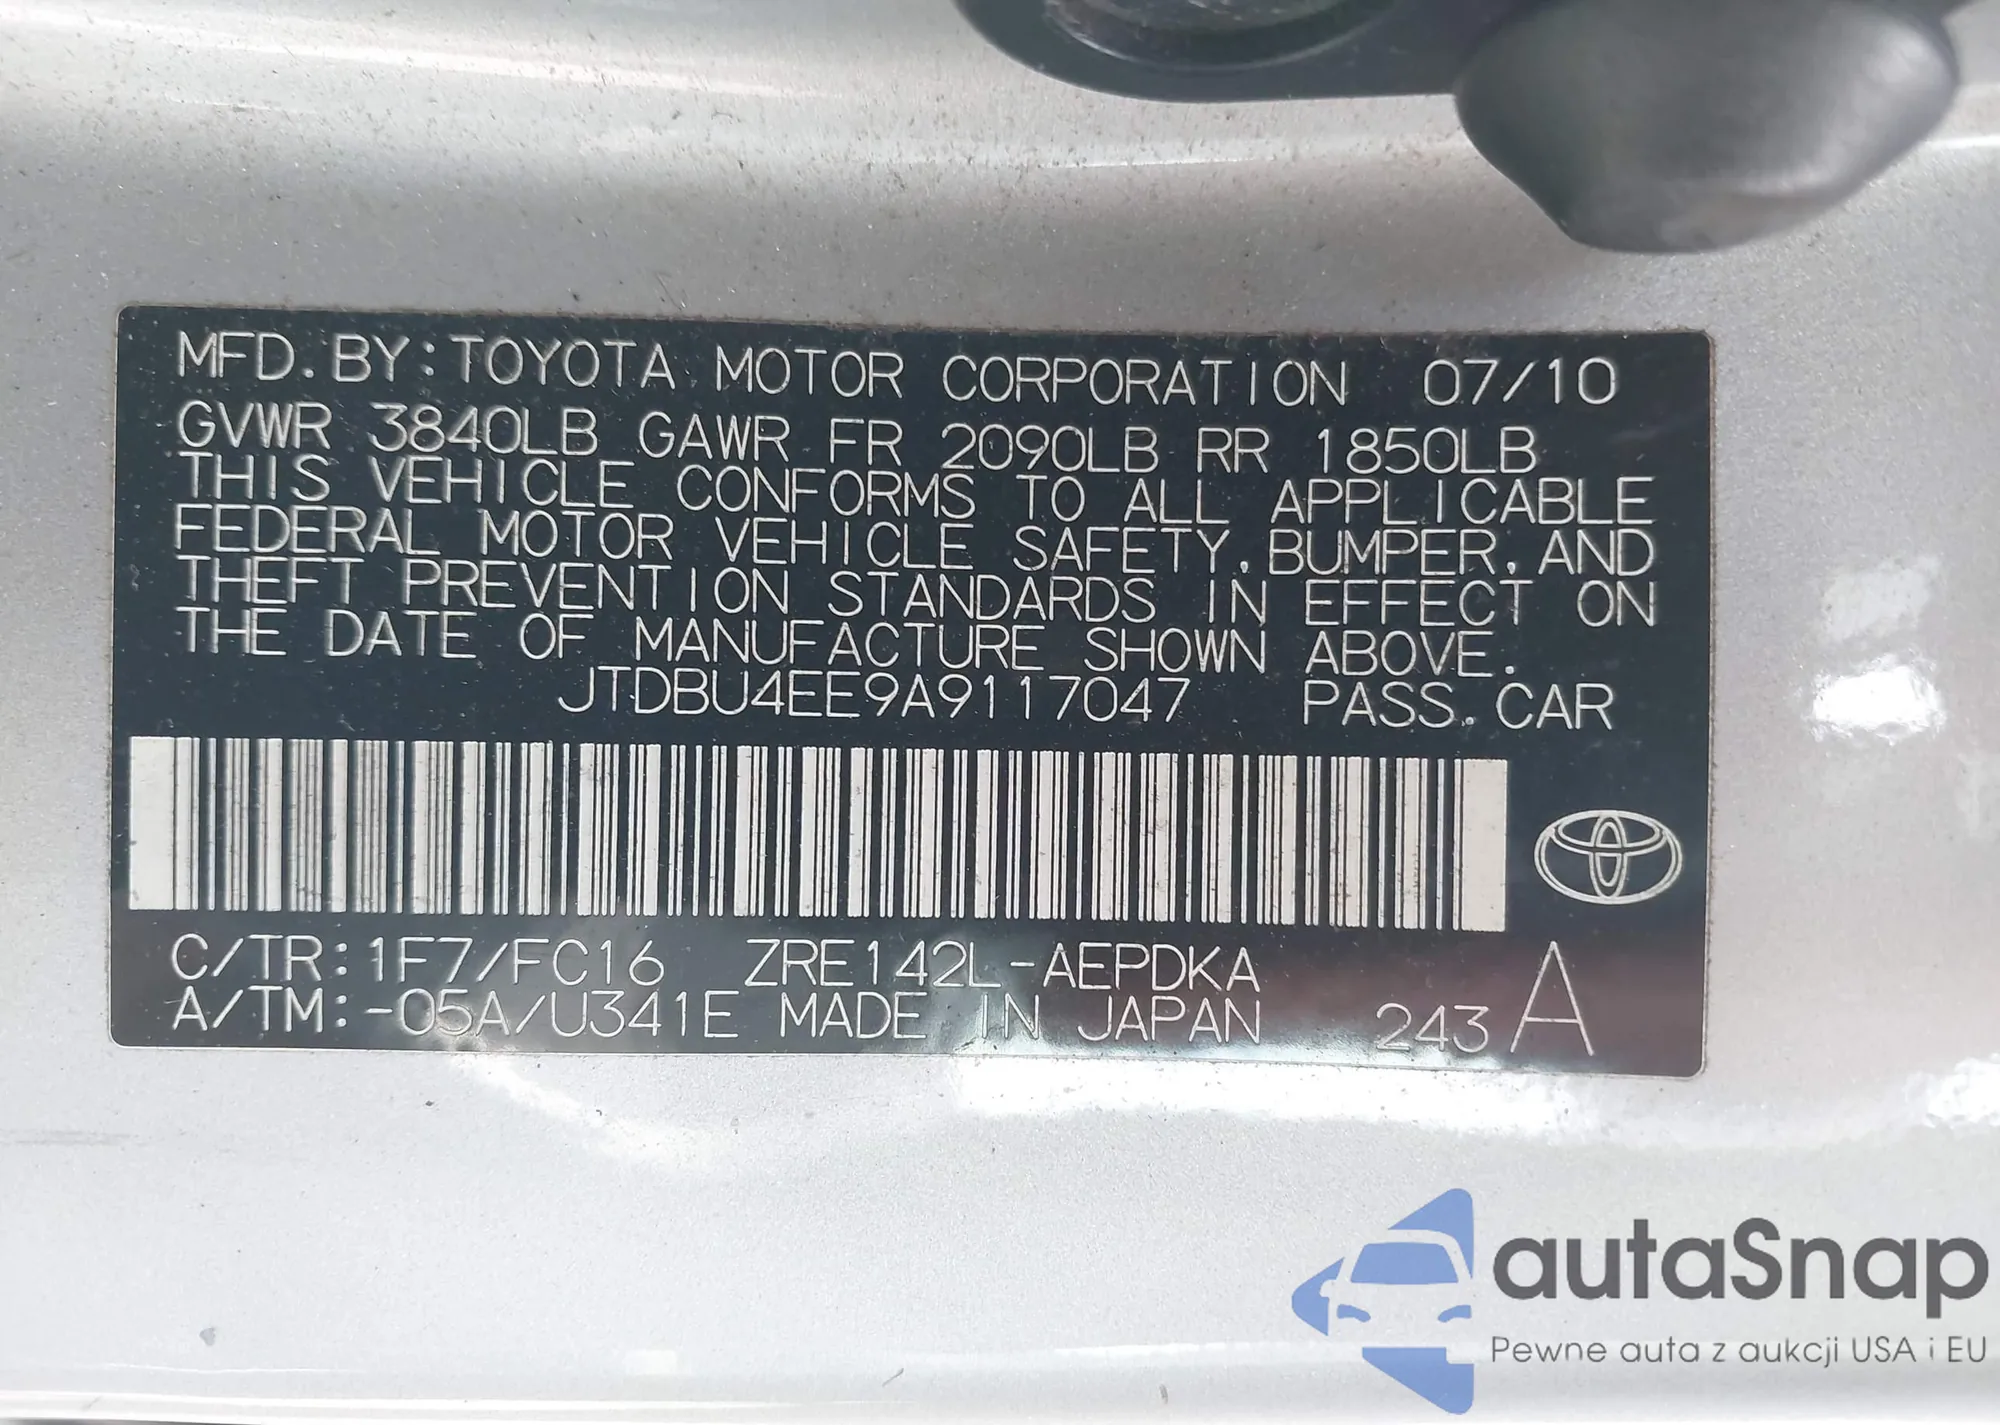 MFD. BY: TOYOTA MOTOR CORPORATION 07/10
GVWR 3840LB GAWR FR 2090LB RR 1850LB
THIS VEHICLE CONFORMS TO ALL APPLICABLE
FEDERAL MOTOR VEHICLE SAFETY, BUMPER, AND
THEFT PREVENTION STANDARDS IN EFFECT ON
THE DATE OF MANUFACTURE SHOWN ABOVE.
JTDBU4EE9A9117047 PASS. CAR
C/TR: 1F7/FC16 ZRE142L-AEPDKA
A/TM: -05A/U341E MADE IN JAPAN 243 A
autaSnap
Pewne auta z aukcji USA i EU